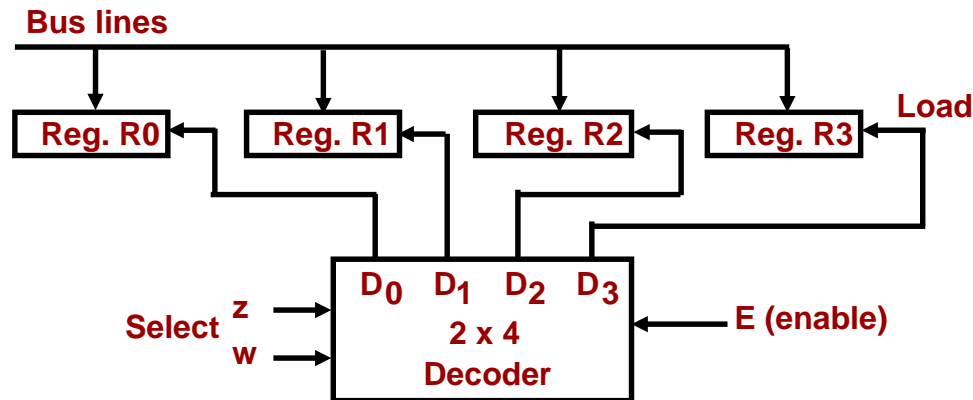 Bus lines
Load
Reg. R0 Reg. R1 Reg. R2 Reg. R3
D0 D1 D2 D3
Select z
w
2 x 4
Decoder
E (enable)